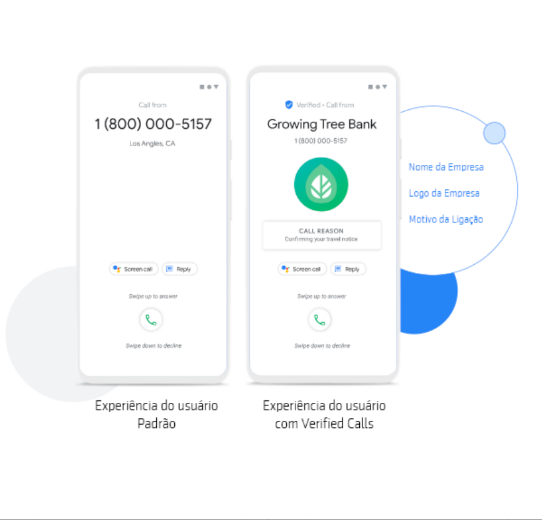 Call from
1 (800) 000-5157
Los Angles, CA
Screen call
Reply
Swipe up to answer
Swipe down to decline
Experiência do usuário
Padrão
Verified • Call from
Growing Tree Bank
1 (800) 000-5157
CALL REASON
Confirming your travel notice
Screen call
Reply
Swipe up to answer
Swipe down to decline
Experiência do usuário
com Verified Calls
Nome da Empresa
Logo da Empresa
Motivo da Ligação